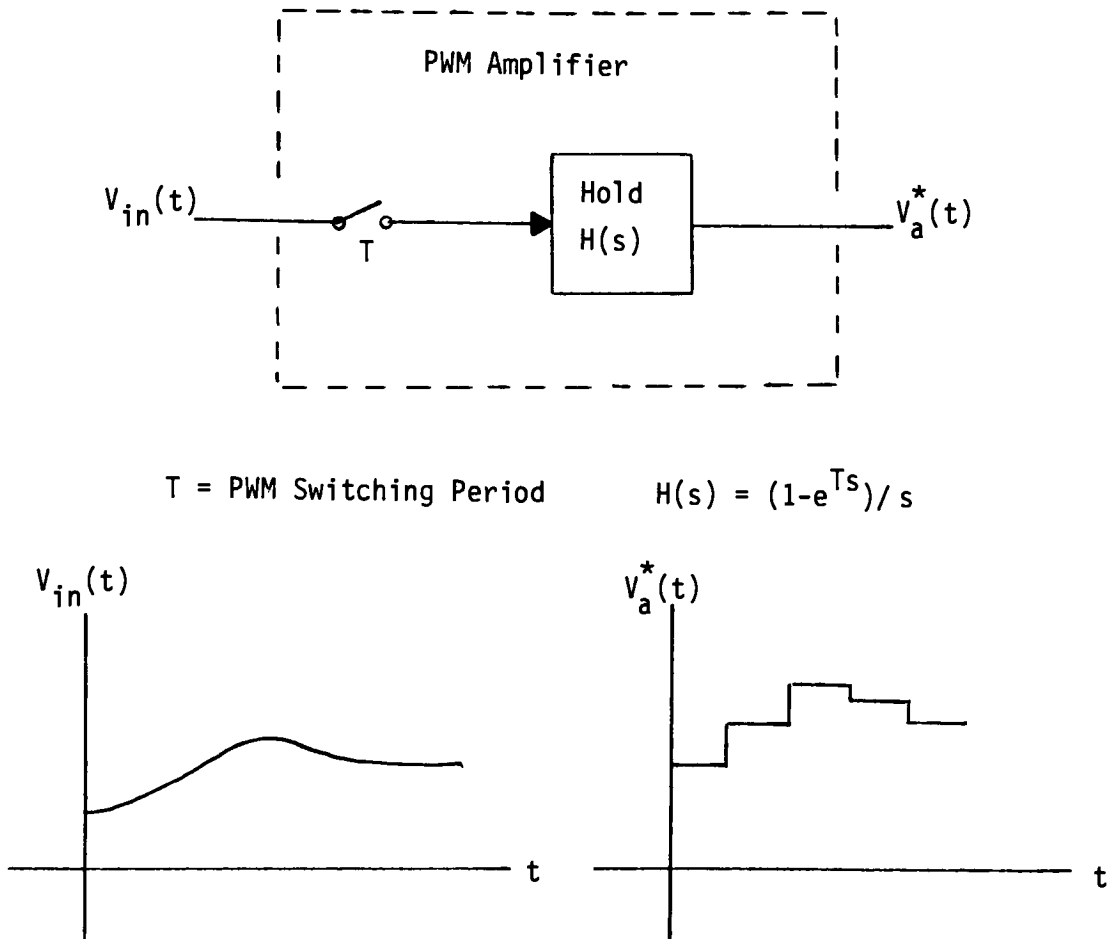 PWM Amplifier
V_in(t)
T
Hold
H(s)
V_a^*(t)
T = PWM Switching Period H(s) = (1-e^Ts)/ s
V_in(t)
V_a^*(t)
t
t